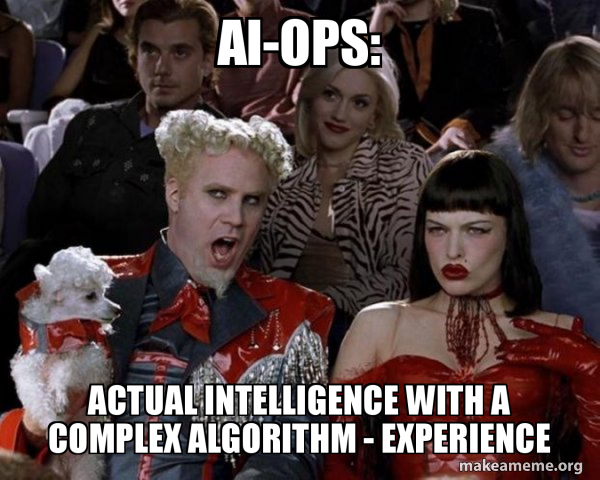 AI-OPS:
ACTUAL INTELLIGENCE WITH A
COMPLEX ALGORITHM - EXPERIENCE
makeameme.org